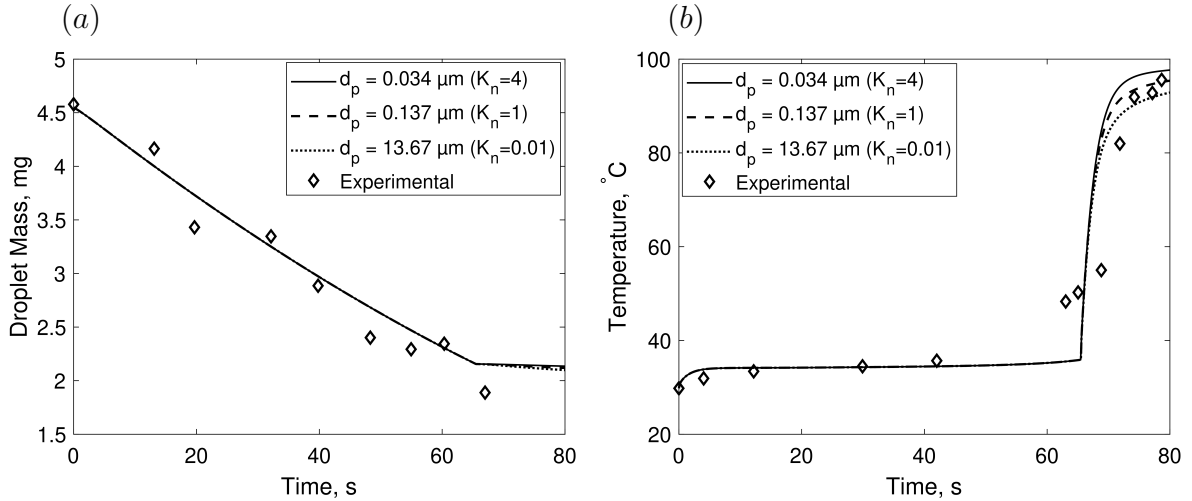 (a)
5
4.5
4
3.5
3
2.5
2
1.5
0
20
40
60
80
Droplet Mass, mg
Time, s
d_p = 0.034 μm (K_n=4)
d_p = 0.137 μm (K_n=1)
d_p = 13.67 μm (K_n=0.01)
Experimental
(b)
100
80
60
40
20
0
20
40
60
80
Temperature, °C
Time, s
d_p = 0.034 μm (K_n=4)
d_p = 0.137 μm (K_n=1)
d_p = 13.67 μm (K_n=0.01)
Experimental